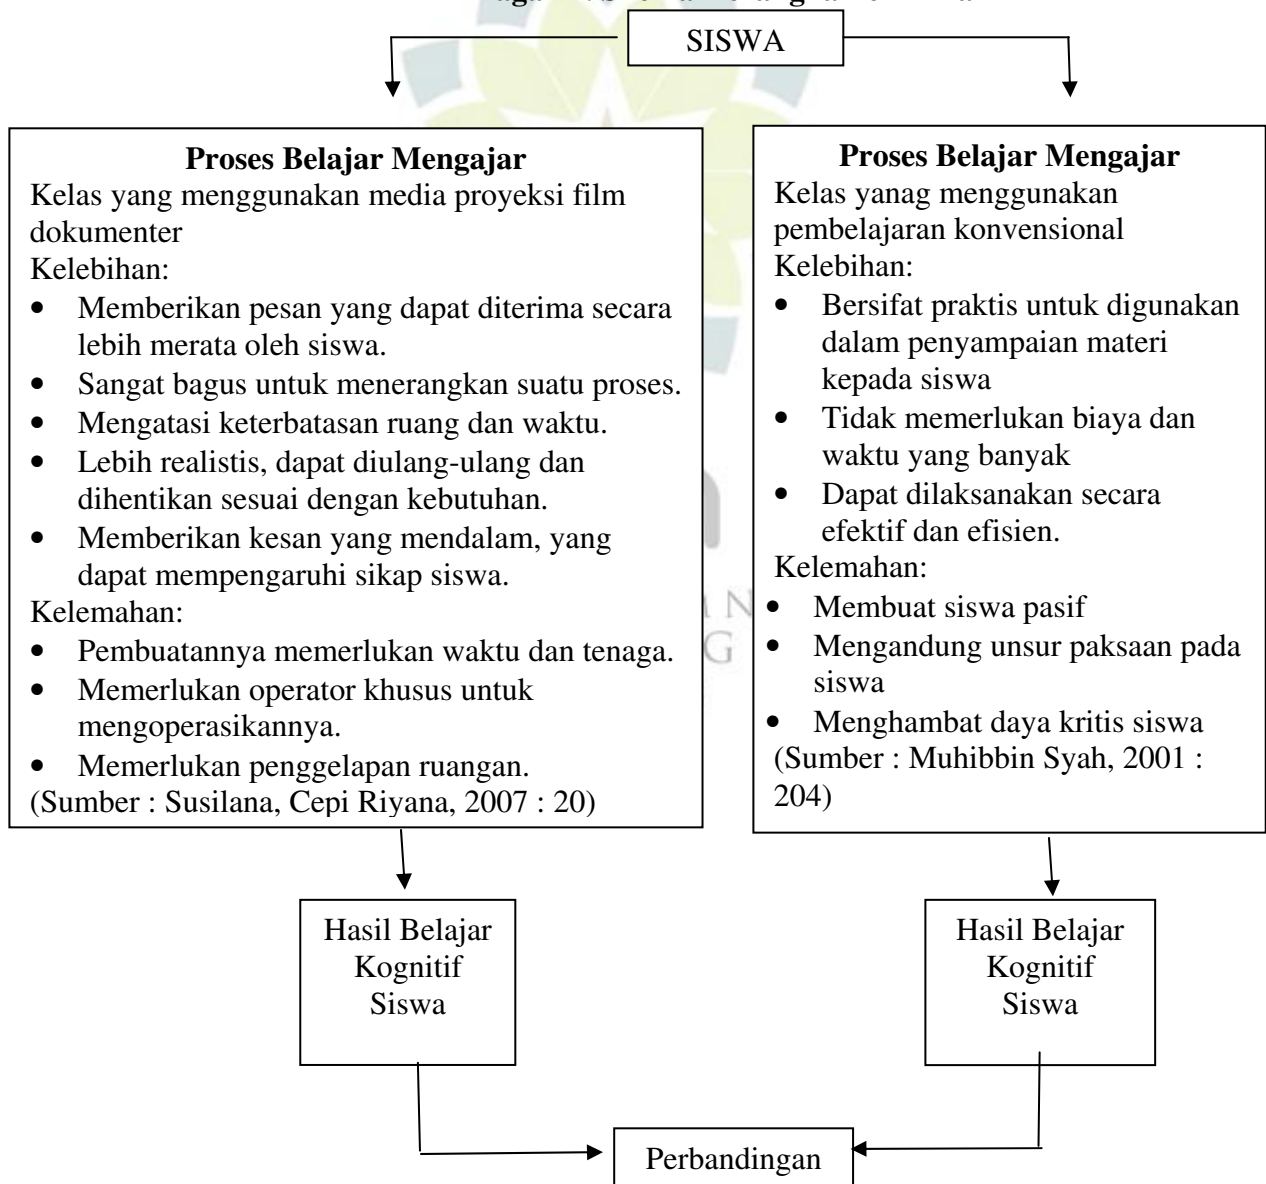 SISWA
Proses Belajar Mengajar
Kelas yang menggunakan media proyeksi film
dokumenter
Kelebihan:
• Memberikan pesan yang dapat diterima secara
lebih merata oleh siswa.
• Sangat bagus untuk menerangkan suatu proses.
• Mengatasi keterbatasan ruang dan waktu.
• Lebih realistis, dapat diulang-ulang dan
dihentikan sesuai dengan kebutuhan.
• Memberikan kesan yang mendalam, yang
dapat mempengaruhi sikap siswa.
Kelemahan:
• Pembuatannya memerlukan waktu dan tenaga.
• Memerlukan operator khusus untuk
mengoperasikannya.
• Memerlukan penggelapan ruangan.
(Sumber : Susilana, Cepi Riyana, 2007 : 20)
Proses Belajar Mengajar
Kelas yanag menggunakan
pembelajaran konvensional
Kelebihan:
• Bersifat praktis untuk digunakan
dalam penyampaian materi
kepada siswa
• Tidak memerlukan biaya dan
waktu yang banyak
• Dapat dilaksanakan secara
efektif dan efisien.
Kelemahan:
• Membuat siswa pasif
• Mengandung unsur paksaan pada
siswa
• Menghambat daya kritis siswa
(Sumber : Muhibbin Syah, 2001 :
204)
Hasil Belajar
Kognitif
Siswa
Hasil Belajar
Kognitif
Siswa
Perbandingan